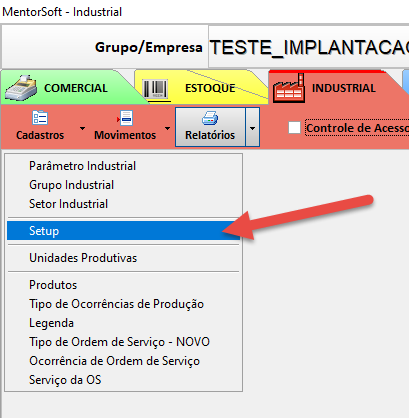 MentorSoft - Industrial
Grupo/Empresa TESTE_IMPLANTACA
COMERCIAL ESTOQUE INDUSTRIAL
Cadastros Movimentos Relatórios Controle de Acesso
Parâmetro Industrial
Grupo Industrial
Setor Industrial
Setup
Unidades Produtivas
Produtos
Tipo de Ocorrências de Produção
Legenda
Tipo de Ordem de Serviço - NOVO
Ocorrência de Ordem de Serviço
Serviço da OS